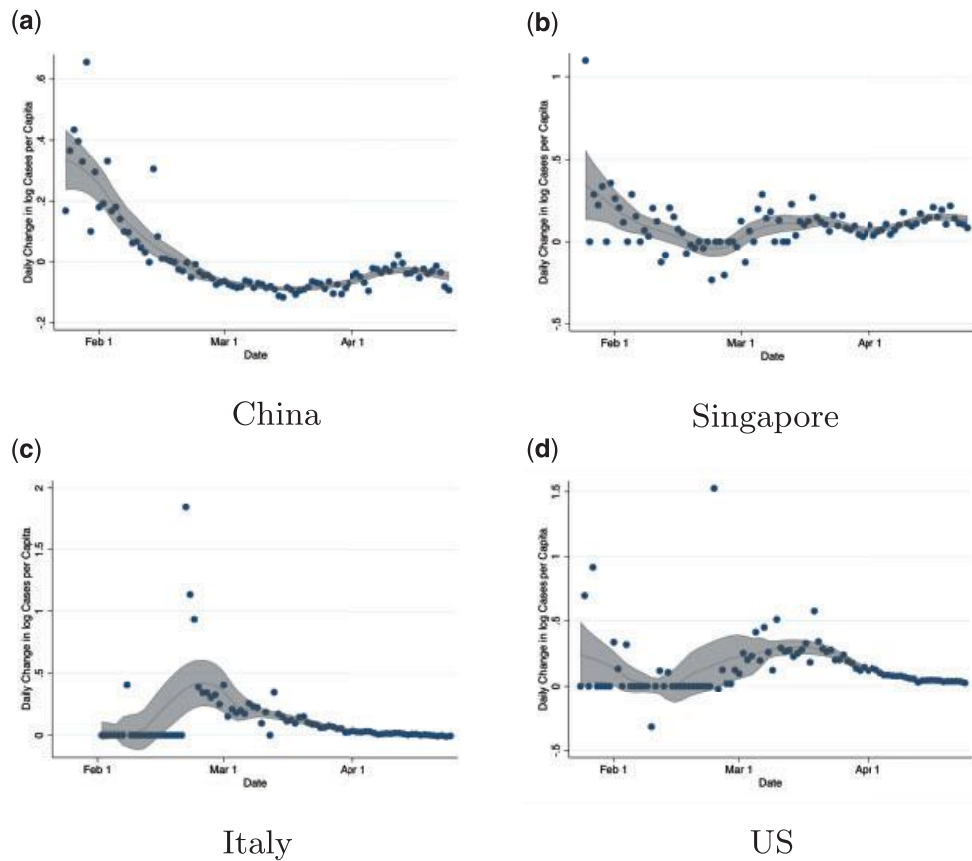 (a)
Daily Change in log Cases per Capita
.6
.4
.2
0
-.2
Feb 1 Mar 1 Apr 1
Date
China
(b)
Daily Change in log Cases per Capita
1
.5
0
-.5
Feb 1 Mar 1 Apr 1
Date
Singapore
(c)
Daily Change in log Cases per Capita
2
1.5
1
.5
0
Feb 1 Mar 1 Apr 1
Date
Italy
(d)
Daily Change in log Cases per Capita
1.5
1
.5
0
-.5
Feb 1 Mar 1 Apr 1
Date
US